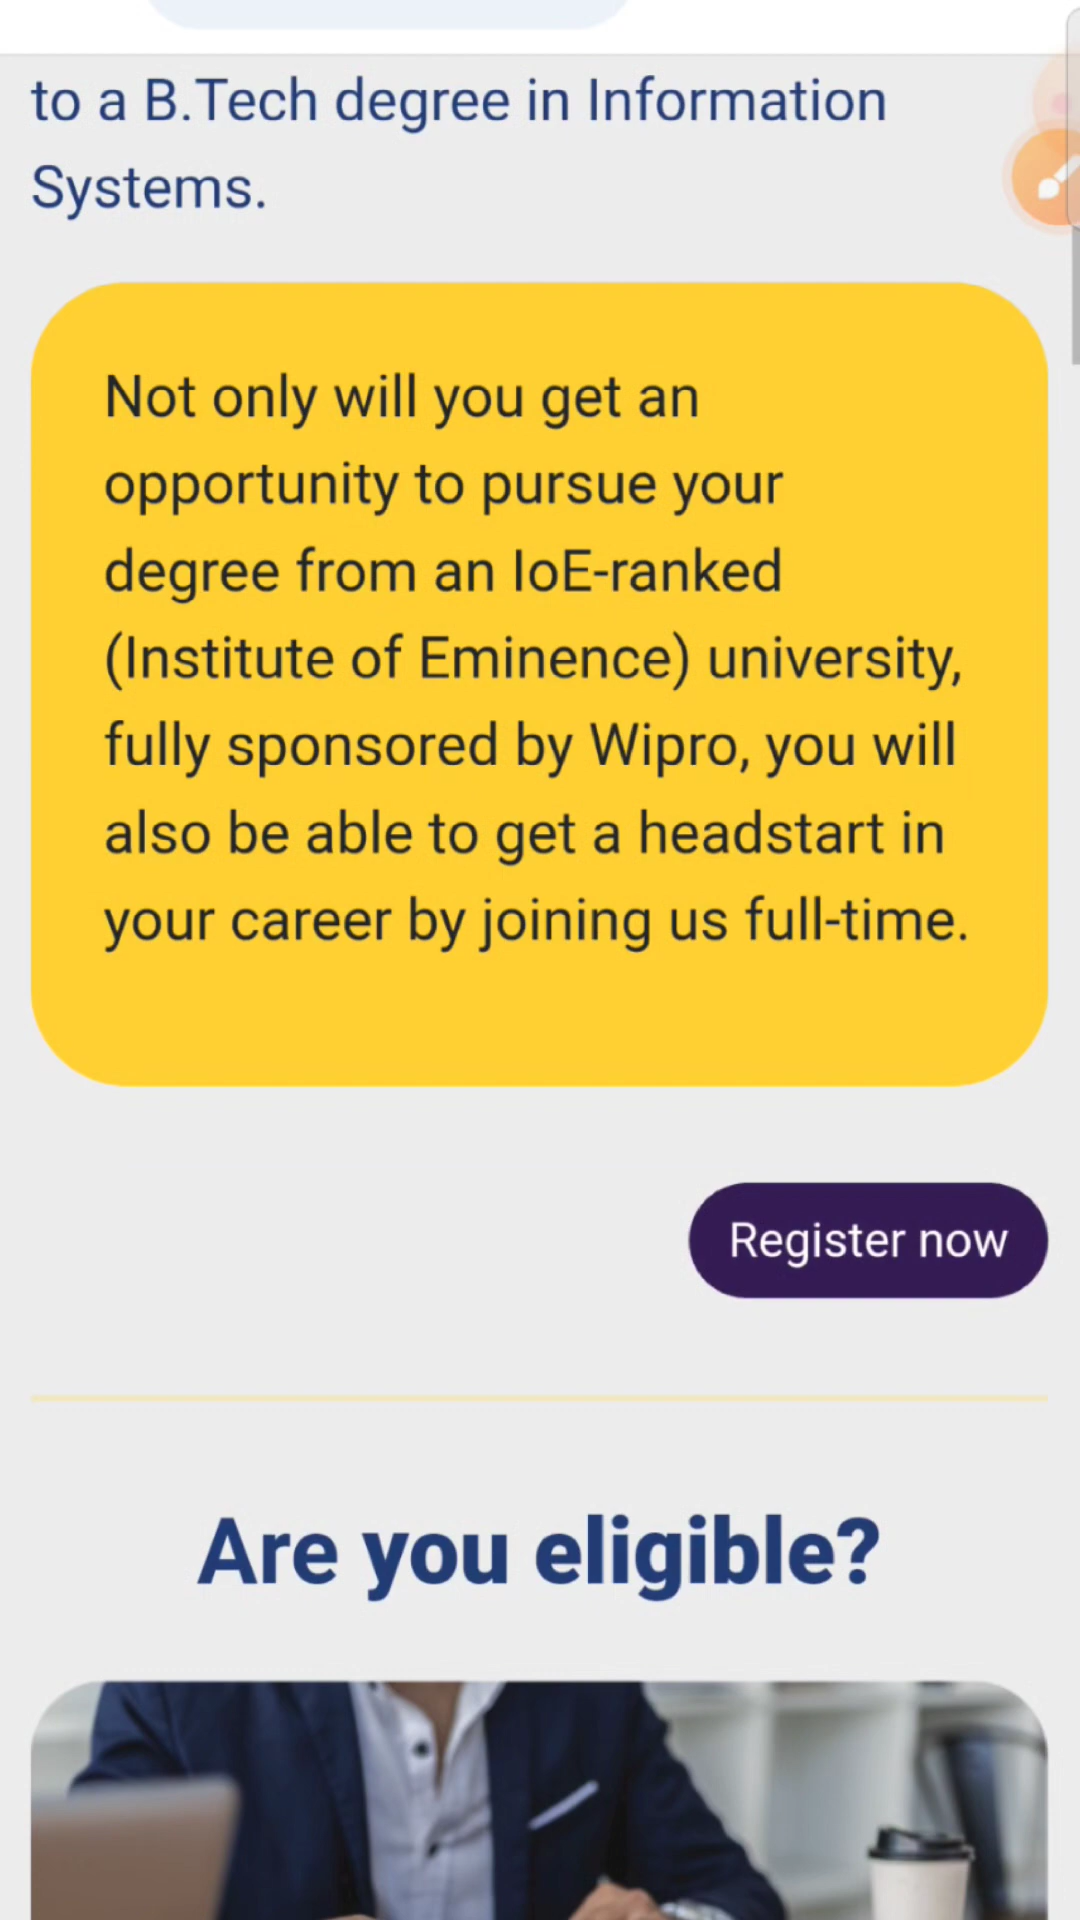 to a B.Tech degree in Information
Systems.
Not only will you get an
opportunity to pursue your
degree from an IoE-ranked
(Institute of Eminence) university,
fully sponsored by Wipro, you will
also be able to get a headstart in
your career by joining us full-time.
Register now
Are you eligible?